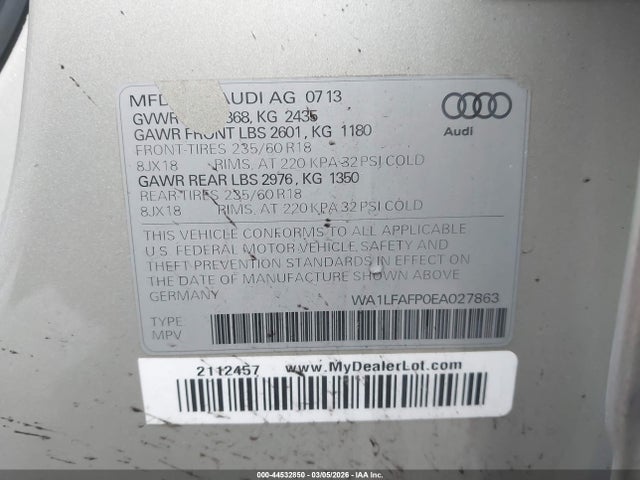 MFD AUDI AG 07 13
GVWR 368, KG 2435
GAWR FRONT LBS 2601, KG 1180
FRONT-TIRES 235/60 R18
8JX18 RIMS, AT 220 KPA-32 PSI COLD
GAWR REAR LBS 2976, KG 1350
REAR TIRES 235/60 R18
8JX18 RIMS, AT 220 KPA 32 PSI COLD
THIS VEHICLE CONFORMS TO ALL APPLICABLE
U.S. FEDERAL MOTOR VEHICLE SAFETY AND
THEFT PREVENTION STANDARDS IN EFFECT ON
THE DATE OF MANUFACTURE SHOWN ABOVE
GERMANY WA1LFAFP0EA027863
TYPE
MPV
Audi
2112457 www.MyDealerLot.com
000-44532850 - 03/05/2026 - IAA Inc.